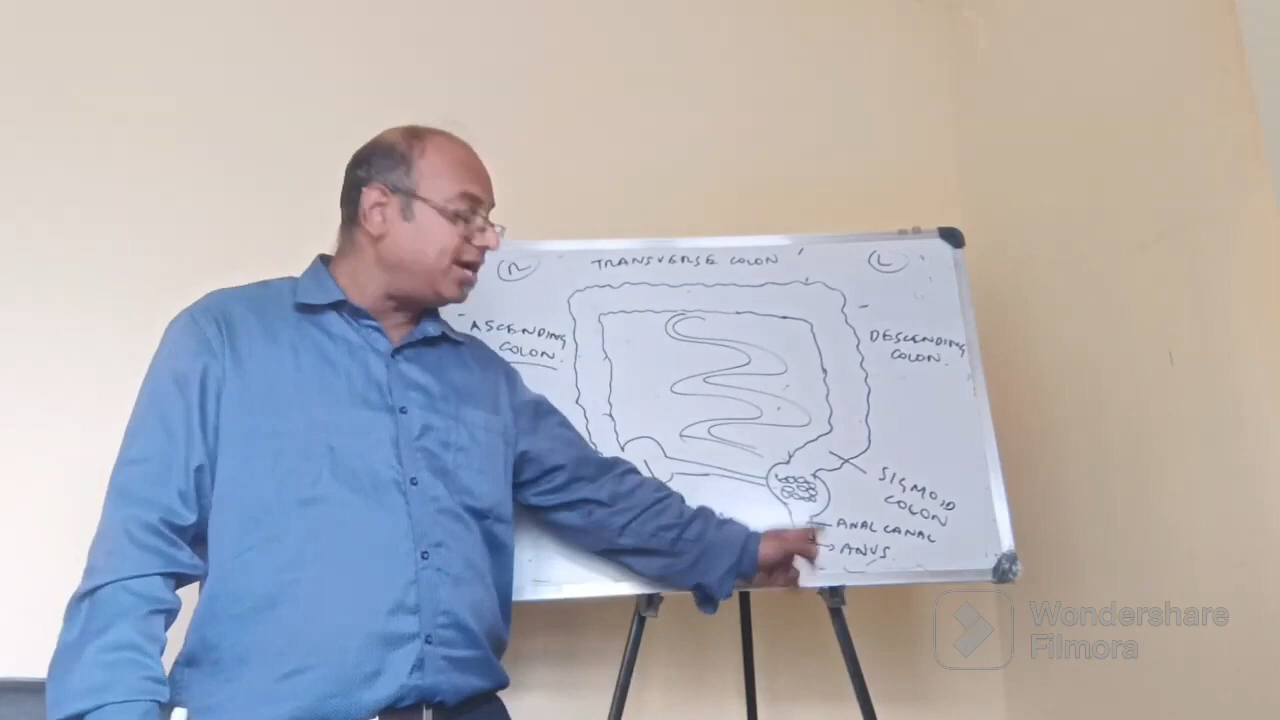 R
TRANSVERSE COLON
L
ASCENDING
COLON.
DESCENDING
COLON.
SIGMOID
COLON
ANAL CANAL
ANUS
Wondershare
Filmora